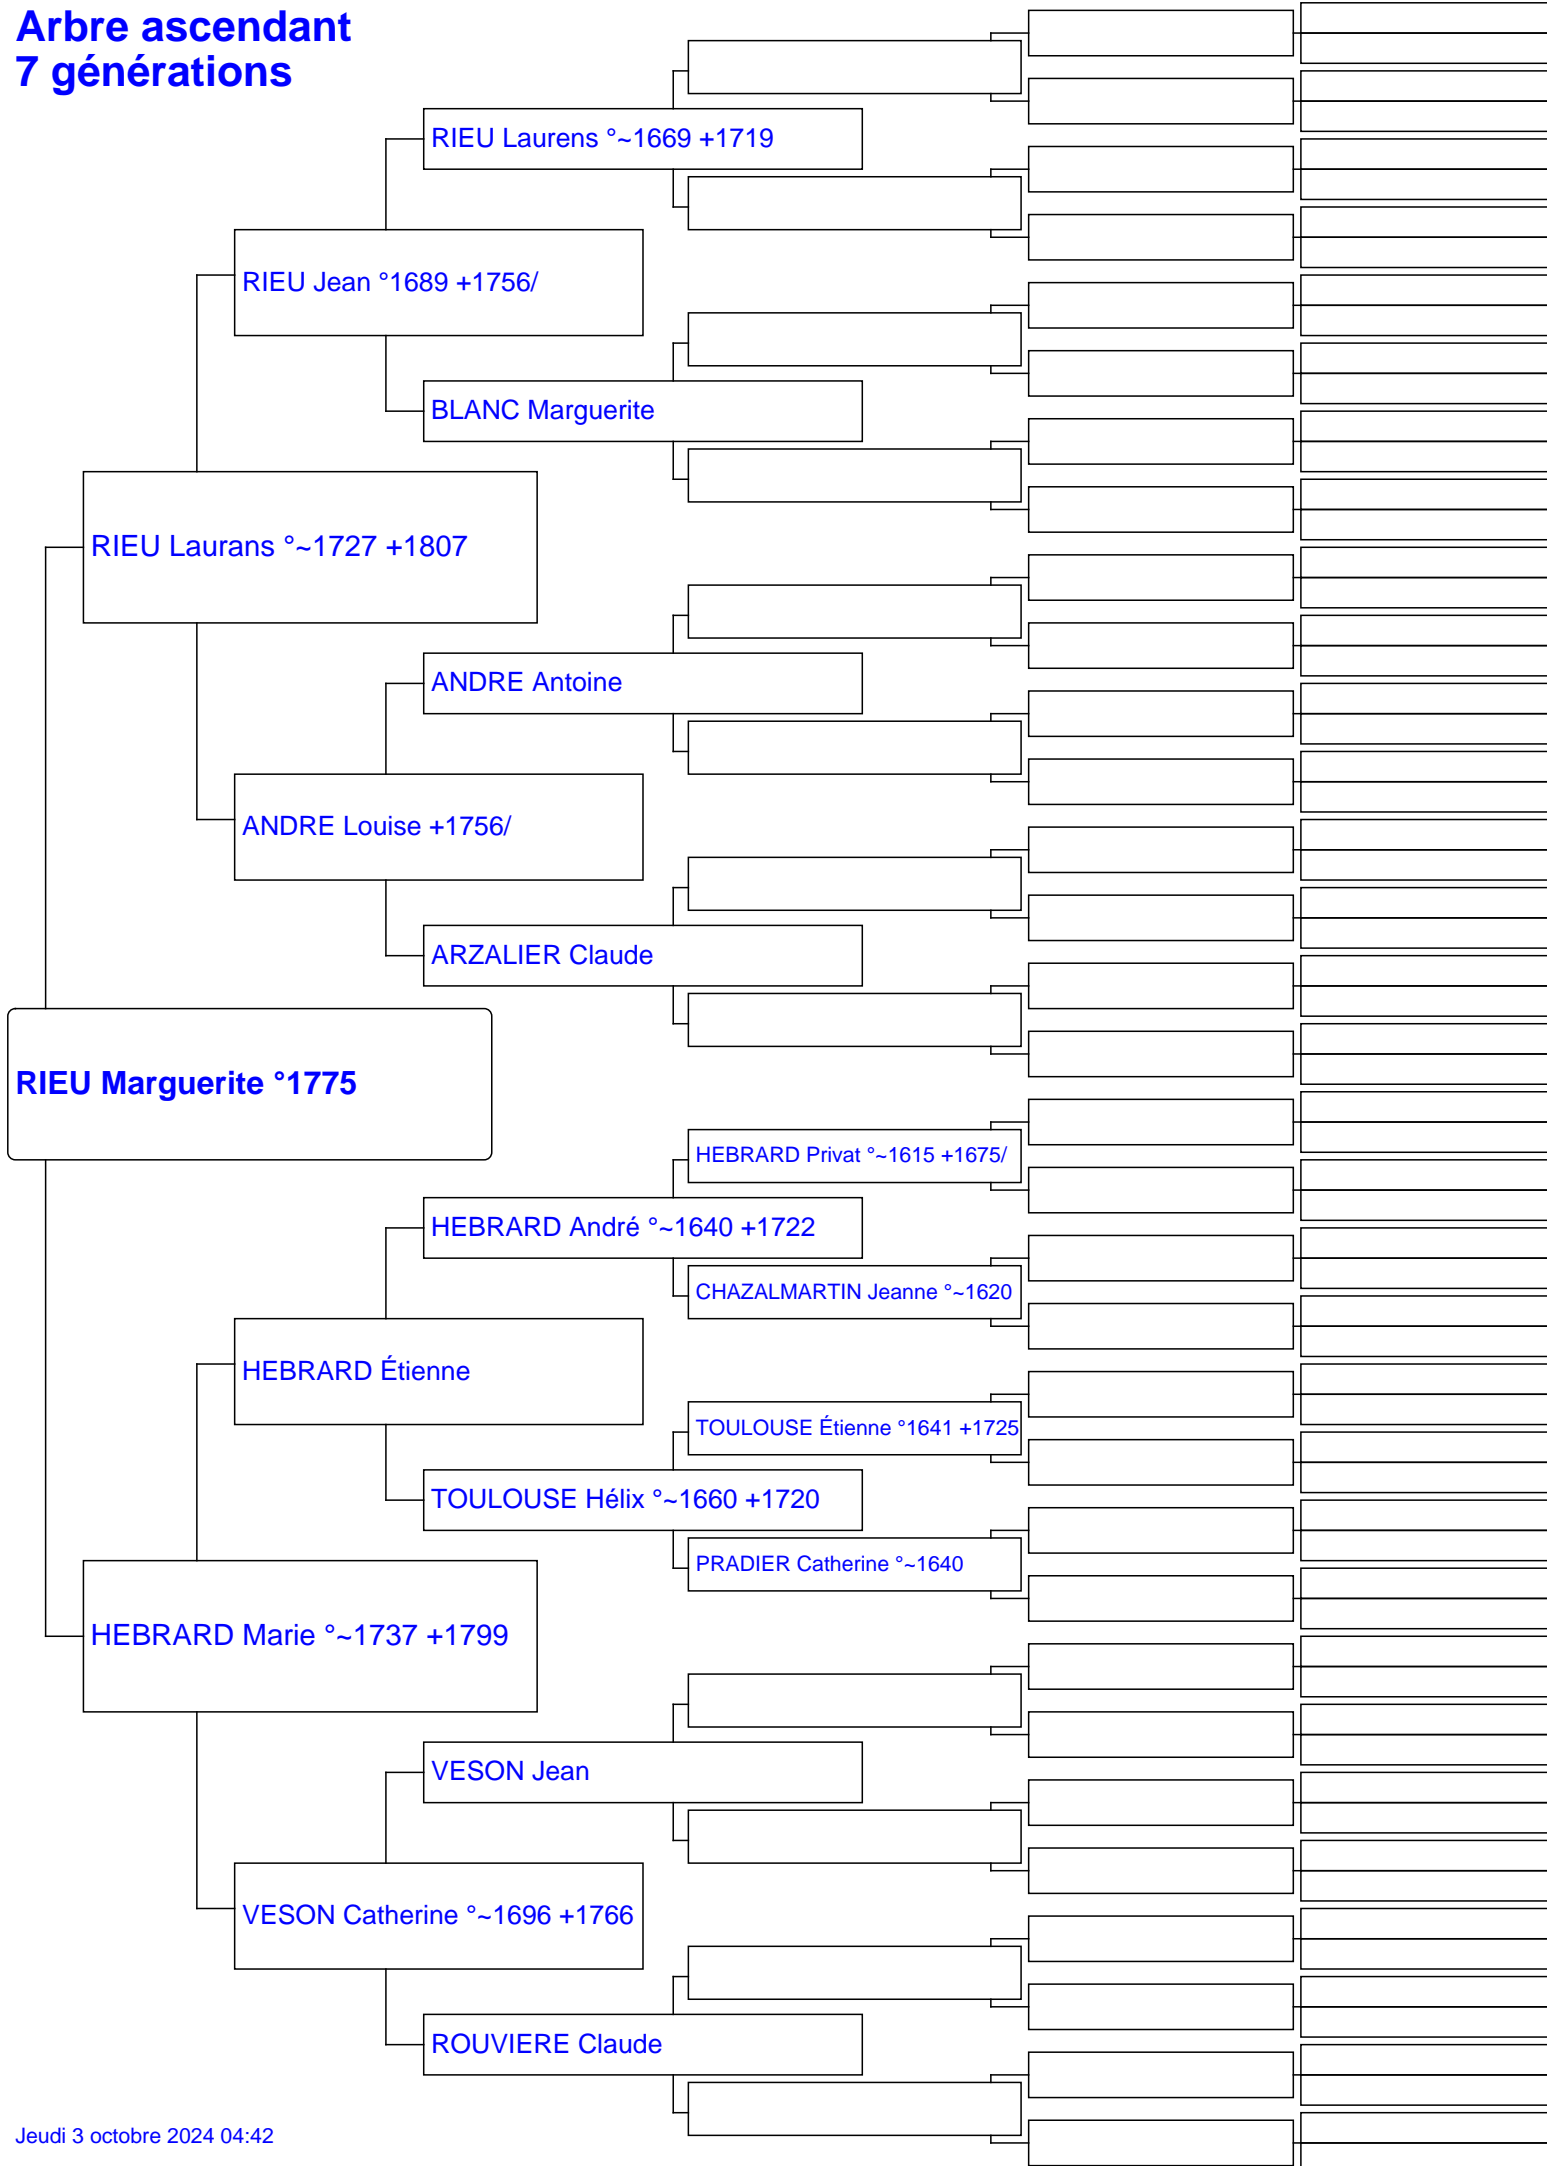 Arbre ascendant
7 générations
RIEU Laurens °~1669 +1719
RIEU Jean °1689 +1756/
BLANC Marguerite
RIEU Laurans °~1727 +1807
ANDRE Antoine
ANDRE Louise +1756/
ARZALIER Claude
RIEU Marguerite °1775
HEBRARD Privat °~1615 +1675/
HEBRARD André °~1640 +1722
CHAZALMARTIN Jeanne °~1620
HEBRARD Étienne
TOULOUSE Étienne °1641 +1725
TOULOUSE Hélix °~1660 +1720
PRADIER Catherine °~1640
HEBRARD Marie °~1737 +1799
VESON Jean
VESON Catherine °~1696 +1766
ROUVIERE Claude
Jeudi 3 octobre 2024 04:42